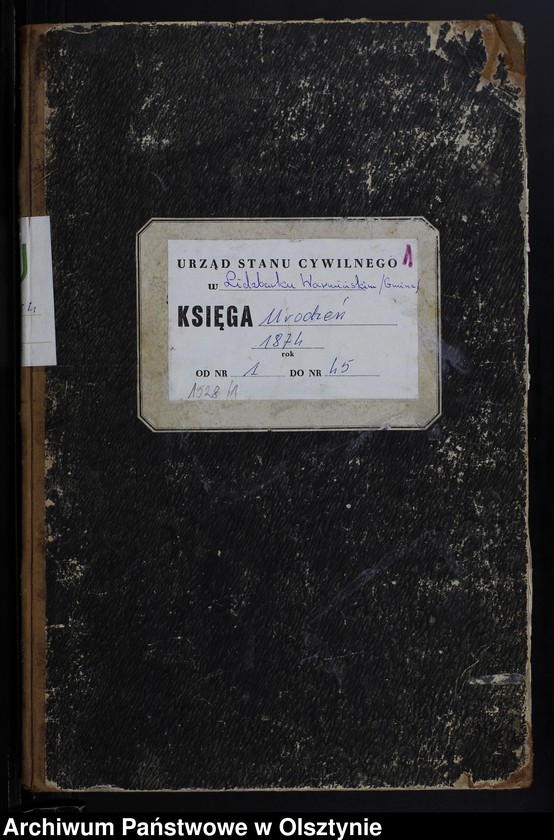 URZĄD STANU CYWILNEGO 1
w Lidzbarku Warmińskim /Gmina/
KSIĘGA Urodzeń
1874
rok
OD NR 1 DO NR 45
1928/1
Archiwum Państwowe w Olsztynie